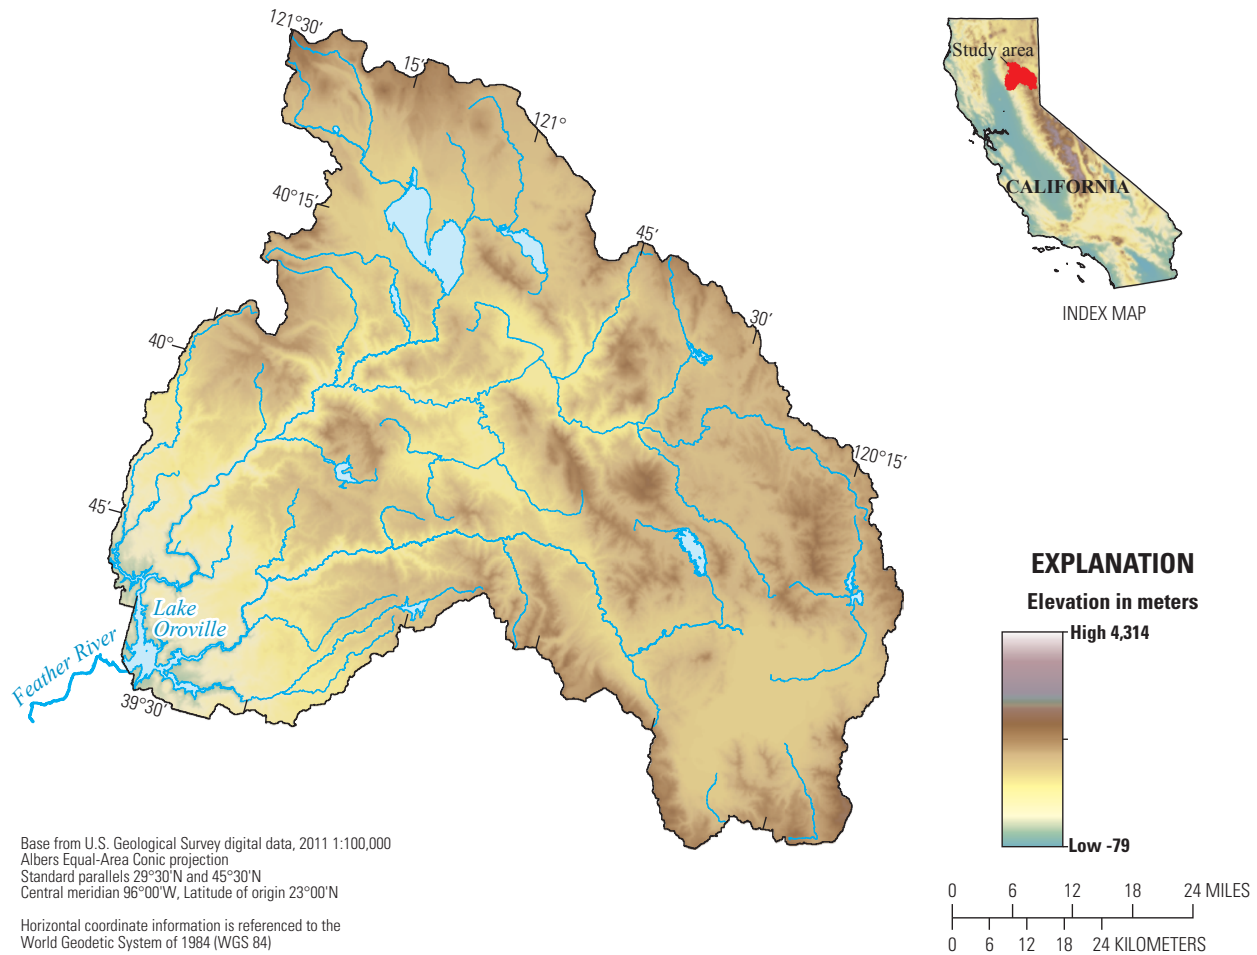 121°30′
15′
121°
40°15′
45′
30′
40°
120°15′
45°
Lake
Oroville
Feather River
39°30′
Study area
CALIFORNIA
INDEX MAP
EXPLANATION
Elevation in meters
High 4,314
Low -79
0 6 12 18 24 MILES
0 6 12 18 24 KILOMETERS
Base from U.S. Geological Survey digital data, 2011 1:100,000
Albers Equal-Area Conic projection
Standard parallels 29°30'N and 45°30'N
Central meridian 96°00'W, Latitude of origin 23°00'N
Horizontal coordinate information is referenced to the
World Geodetic System of 1984 (WGS 84)